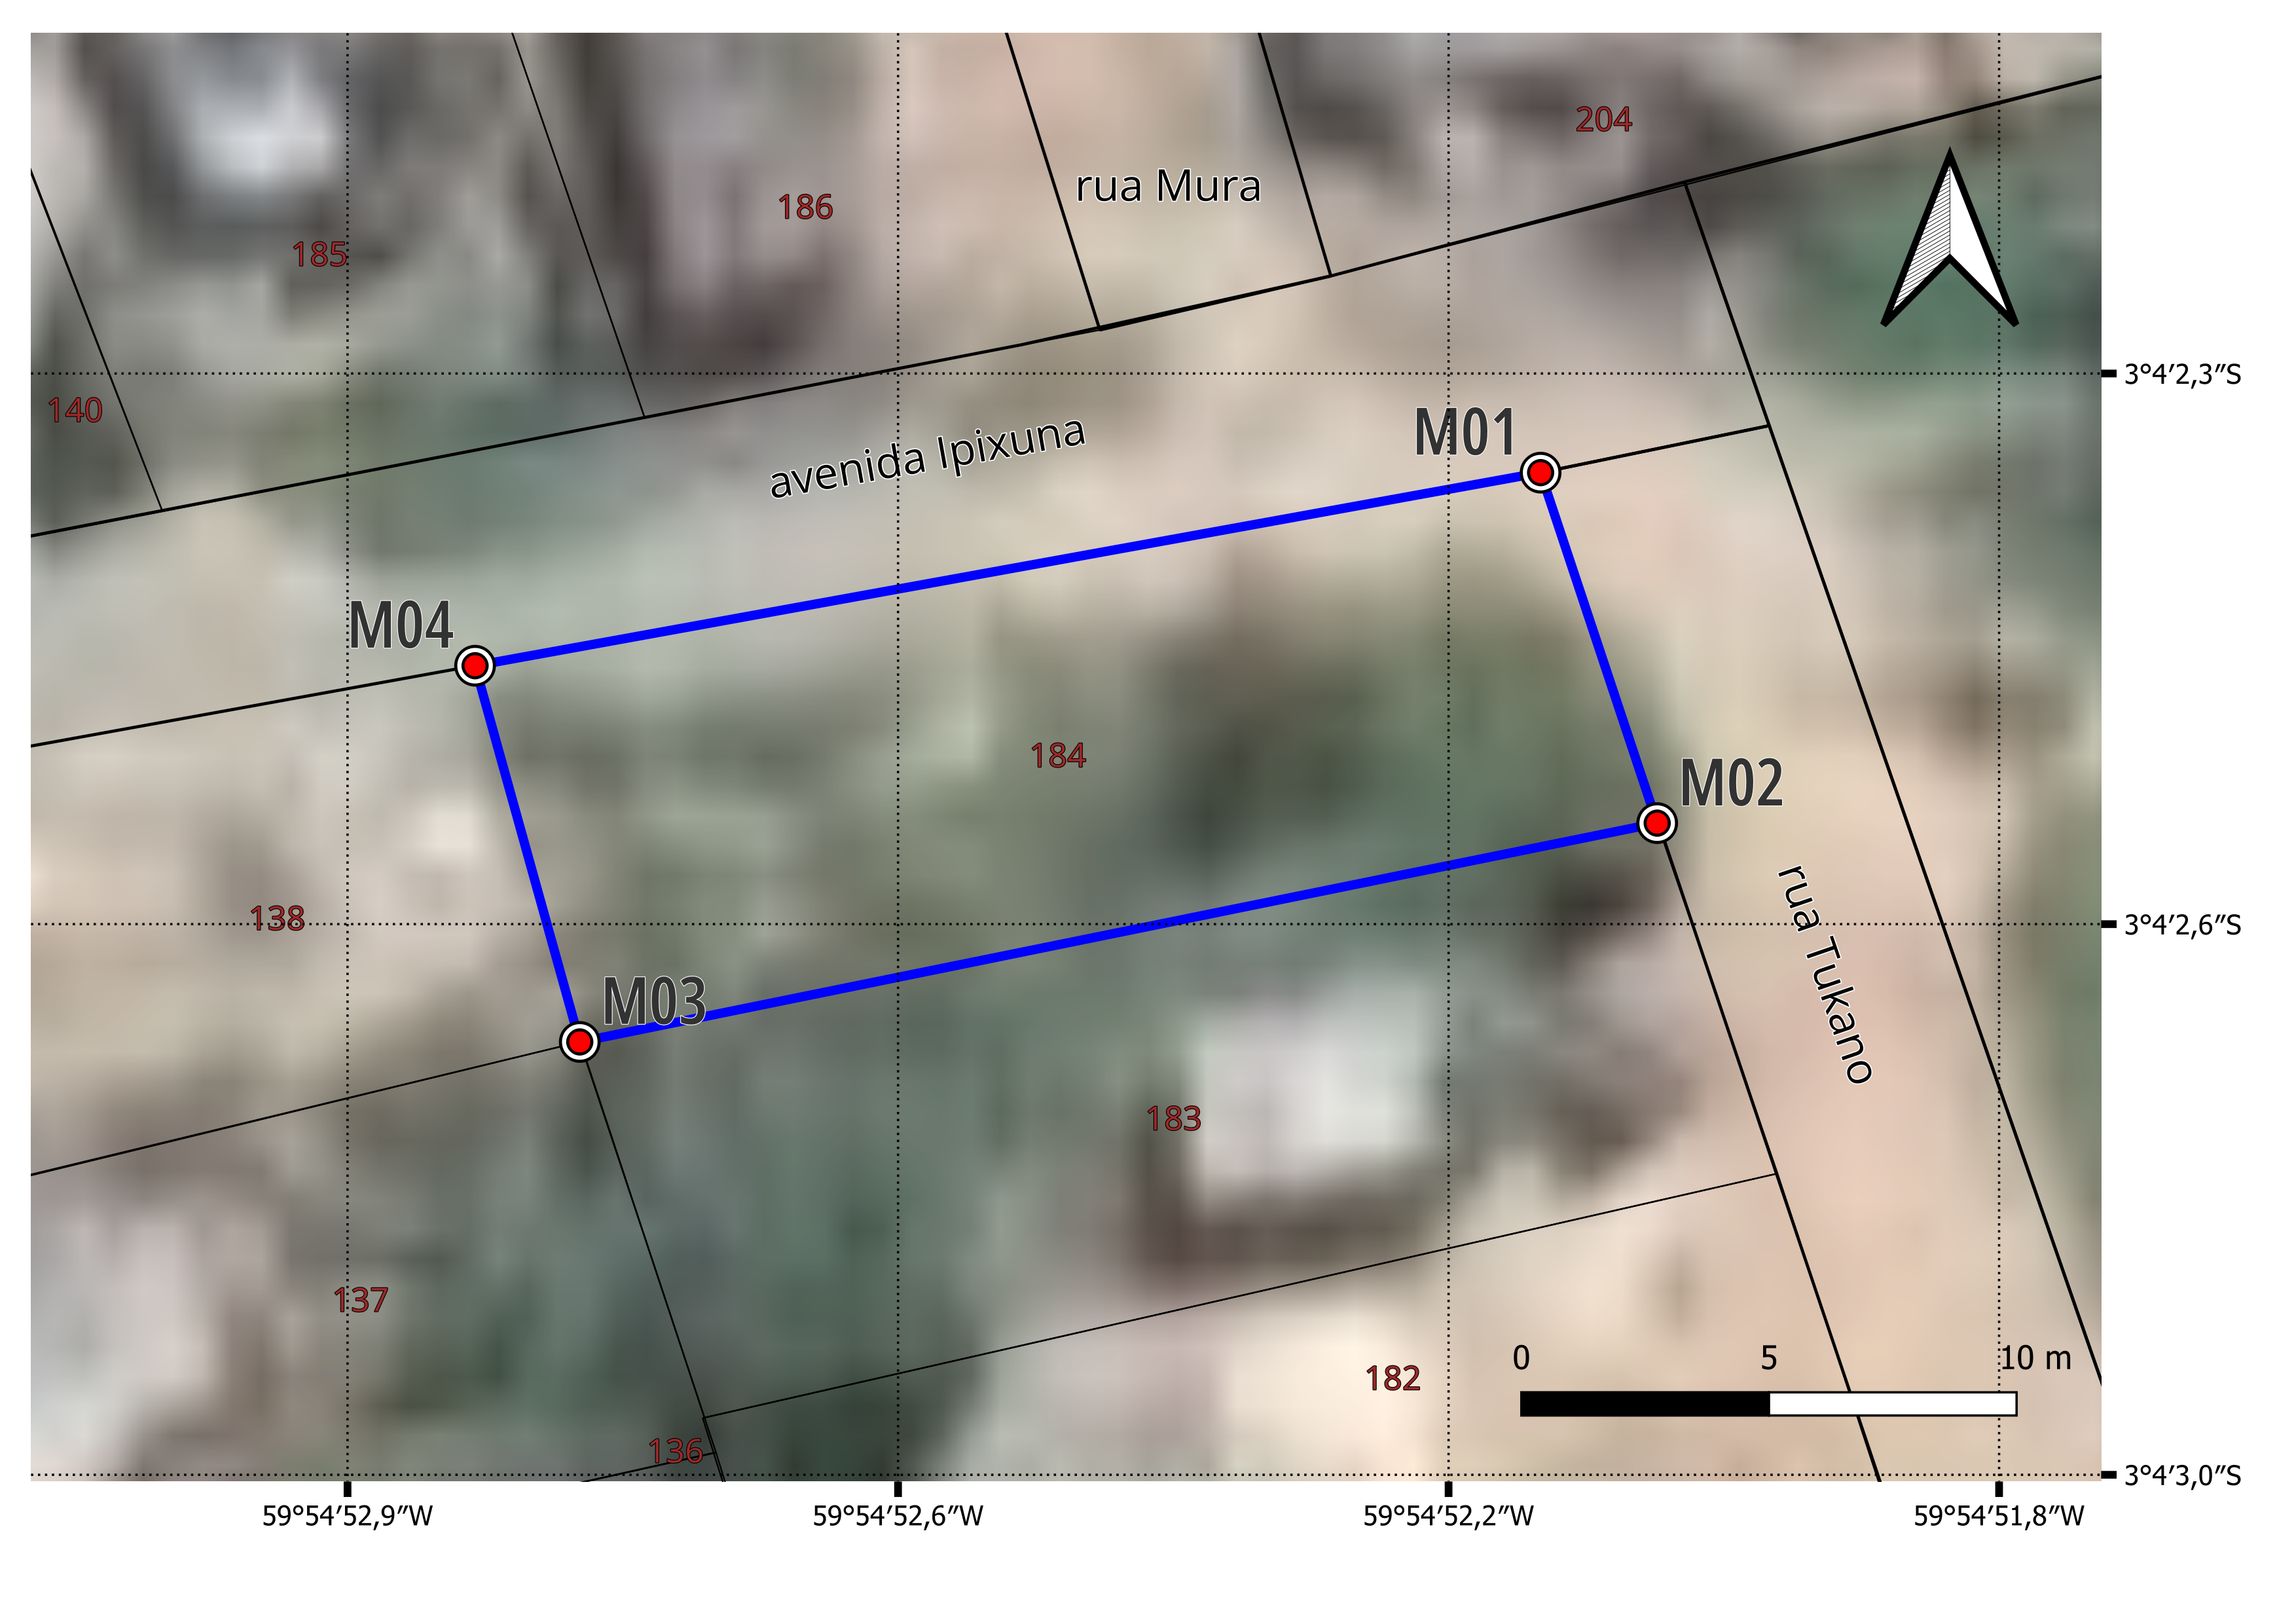 204
rua Mura
186
185
3°4′2,3″S
140
M01
avenida Ipixuna
M04
184
M02
rua Tukano
138
3°4′2,6″S
M03
183
137
0 5 10 m
182
136
3°4′3,0″S
59°54′52,9″W 59°54′52,6″W 59°54′52,2″W 59°54′51,8″W